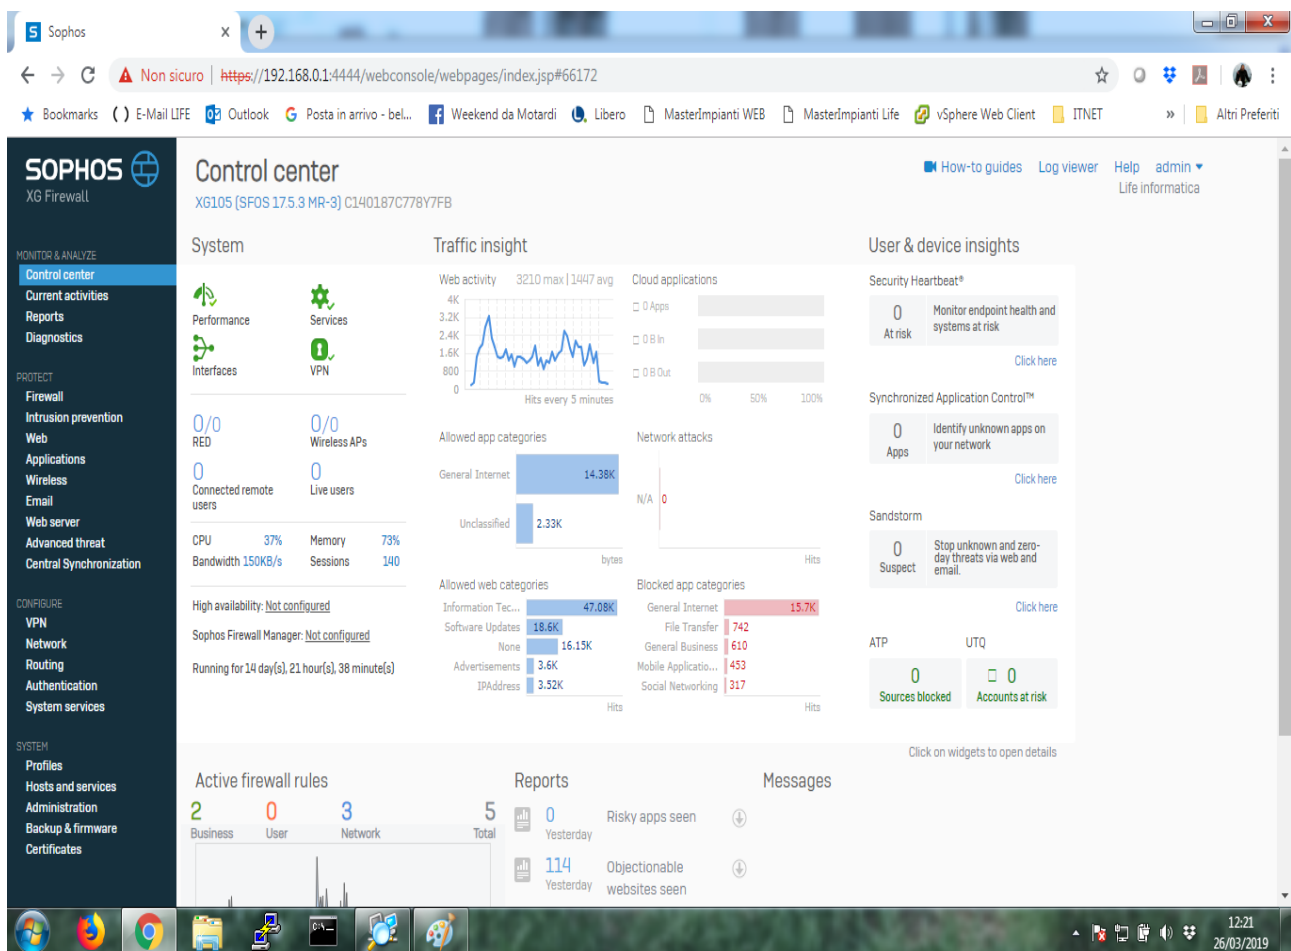 Sophos
Non sicuro | https://192.168.0.1:4444/webconsole/webpages/index.jsp#66172
Bookmarks
E-Mail LIFE
Outlook
Posta in arrivo - bel...
Weekend da Motardi
Libero
MasterImpianti WEB
MasterImpianti Life
vSphere Web Client
ITNET
»
Altri Preferiti
SOPHOS
XG Firewall
Control center
XG105 (SFOS 17.5.3 MR-3) C140187C778Y7FB
How-to guides
Log viewer
Help
admin
Life informatica
MONITOR & ANALYZE
Control center
Current activities
Reports
Diagnostics
PROTECT
Firewall
Intrusion prevention
Web
Applications
Wireless
Email
Web server
Advanced threat
Central Synchronization
CONFIGURE
VPN
Network
Routing
Authentication
System services
SYSTEM
Profiles
Hosts and services
Administration
Backup & firmware
Certificates
System
Performance
Services
Interfaces
VPN
0/0
RED
0/0
Wireless APs
0
Connected remote
users
0
Live users
CPU 37%
Memory 73%
Bandwidth 150KB/s
Sessions 140
High availability: Not configured
Sophos Firewall Manager: Not configured
Running for 14 day(s), 21 hour(s), 38 minute(s)
Traffic insight
Web activity 3210 max | 1447 avg
4K
3.2K
2.4K
1.6K
800
0
Hits every 5 minutes
Cloud applications
0 Apps
0 B In
0 B Out
0% 50% 100%
Allowed app categories
General Internet 14.38K
Unclassified 2.33K
bytes
Network attacks
N/A 0
Hits
Allowed web categories
Information Tec... 47.08K
Software Updates 18.6K
None 16.15K
Advertisements 3.6K
IPAddress 3.52K
Hits
Blocked app categories
General Internet 15.7K
File Transfer 742
General Business 610
Mobile Applicatio... 453
Social Networking 317
Hits
User & device insights
Security Heartbeat®
0
At risk
Monitor endpoint health and
systems at risk
Click here
Synchronized Application Control™
0
Apps
Identify unknown apps on
your network
Click here
Sandstorm
0
Suspect
Stop unknown and zero-
day threats via web and
email.
Click here
ATP
0
Sources blocked
UTQ
0
Accounts at risk
Click on widgets to open details
Active firewall rules
2
Business
0
User
3
Network
5
Total
Reports
0
Yesterday
Risky apps seen
114
Yesterday
Objectionable
websites seen
Messages
C:\_
12:21
26/03/2019